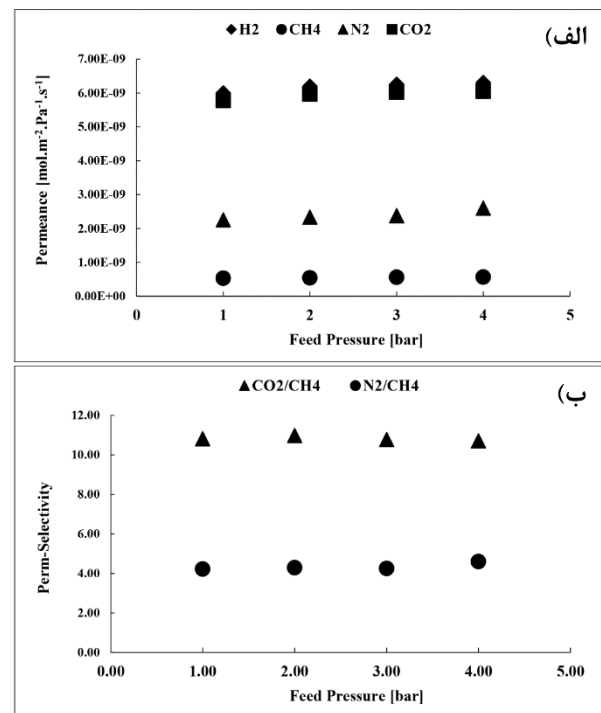 H2 CH4 N2 CO2
الف)
7.00E-09
6.00E-09
5.00E-09
4.00E-09
3.00E-09
2.00E-09
1.00E-09
0.00E+00
Permeance [mol.m⁻².Pa⁻¹.s⁻¹]
0 1 2 3 4 5
Feed Pressure [bar]
CO2/CH4 N2/CH4
ب)
12.00
10.00
8.00
6.00
4.00
2.00
0.00
Perm-Selectivity
0.00 1.00 2.00 3.00 4.00 5.00
Feed Pressure [bar]